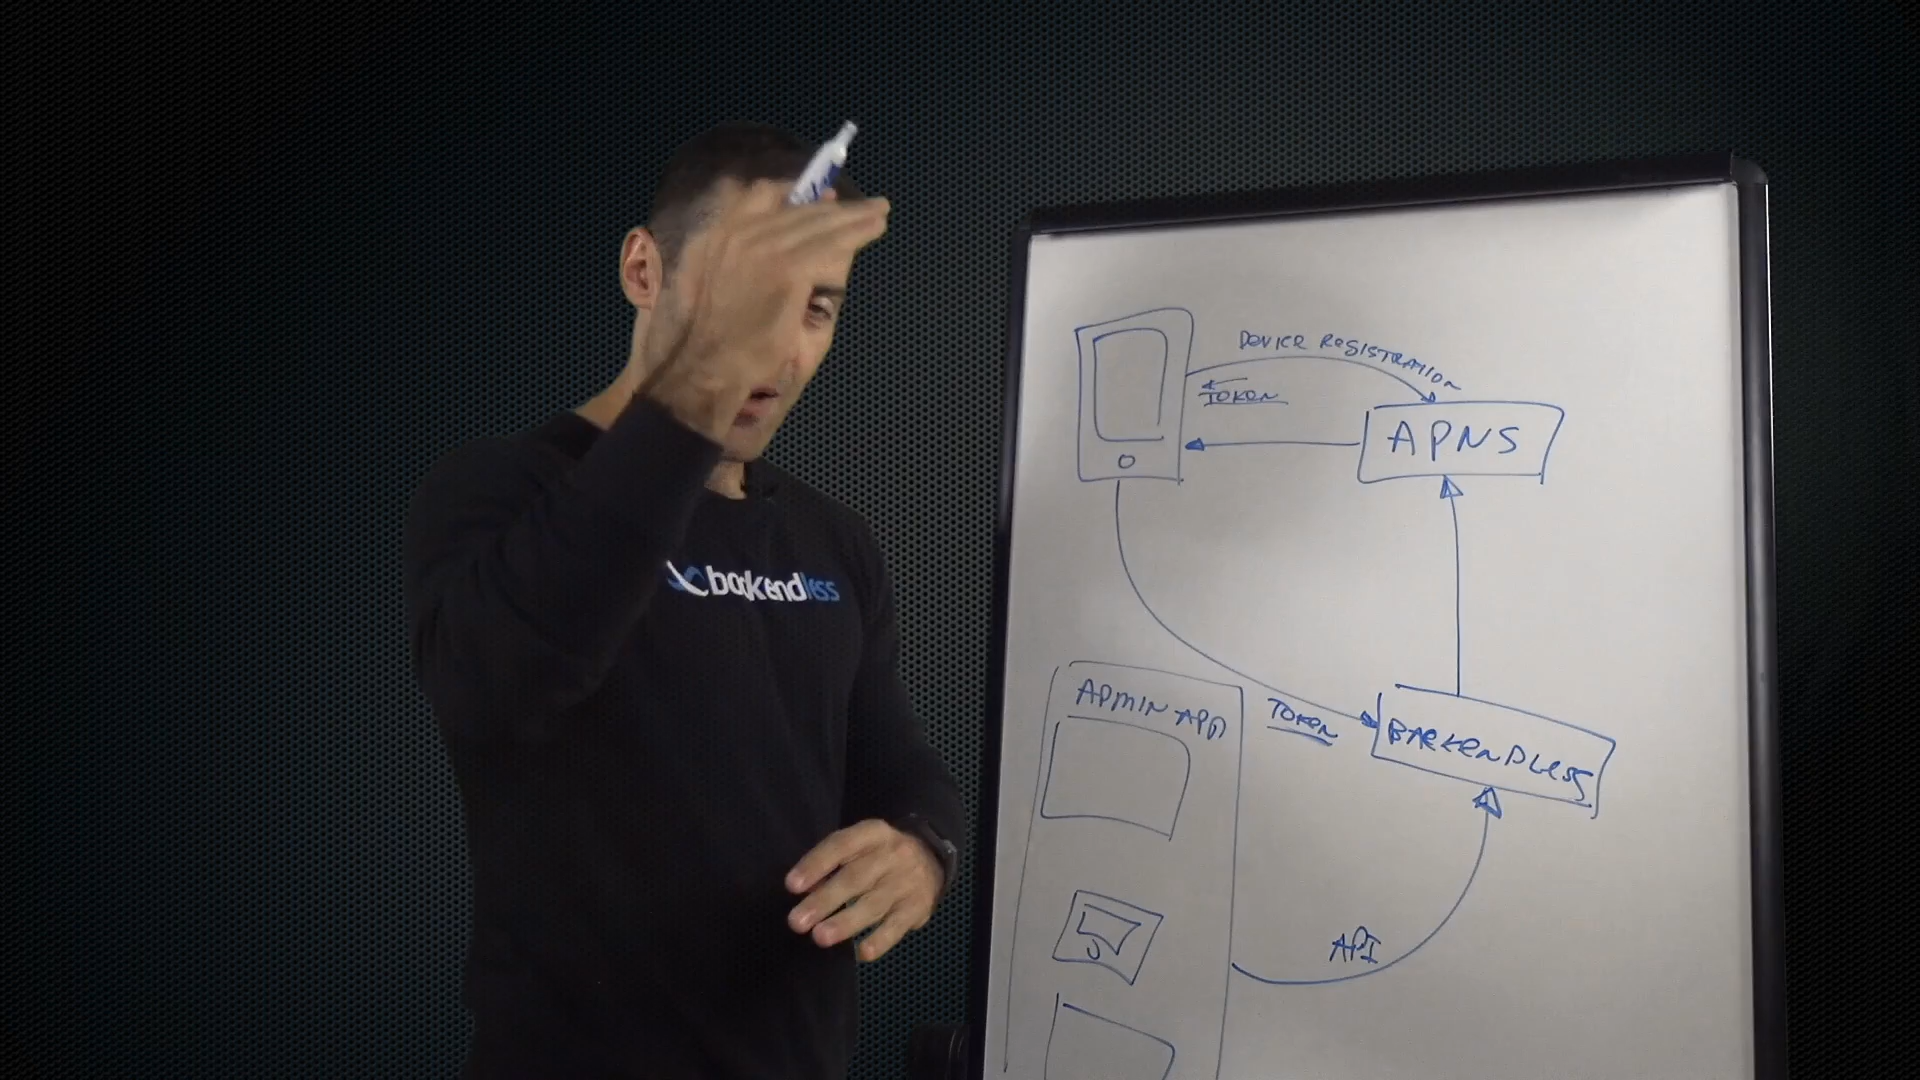 backendless
DEVICE REGISTRATION
TOKEN
APNS
ADMIN APP
TOKEN
BACKENDLESS
API